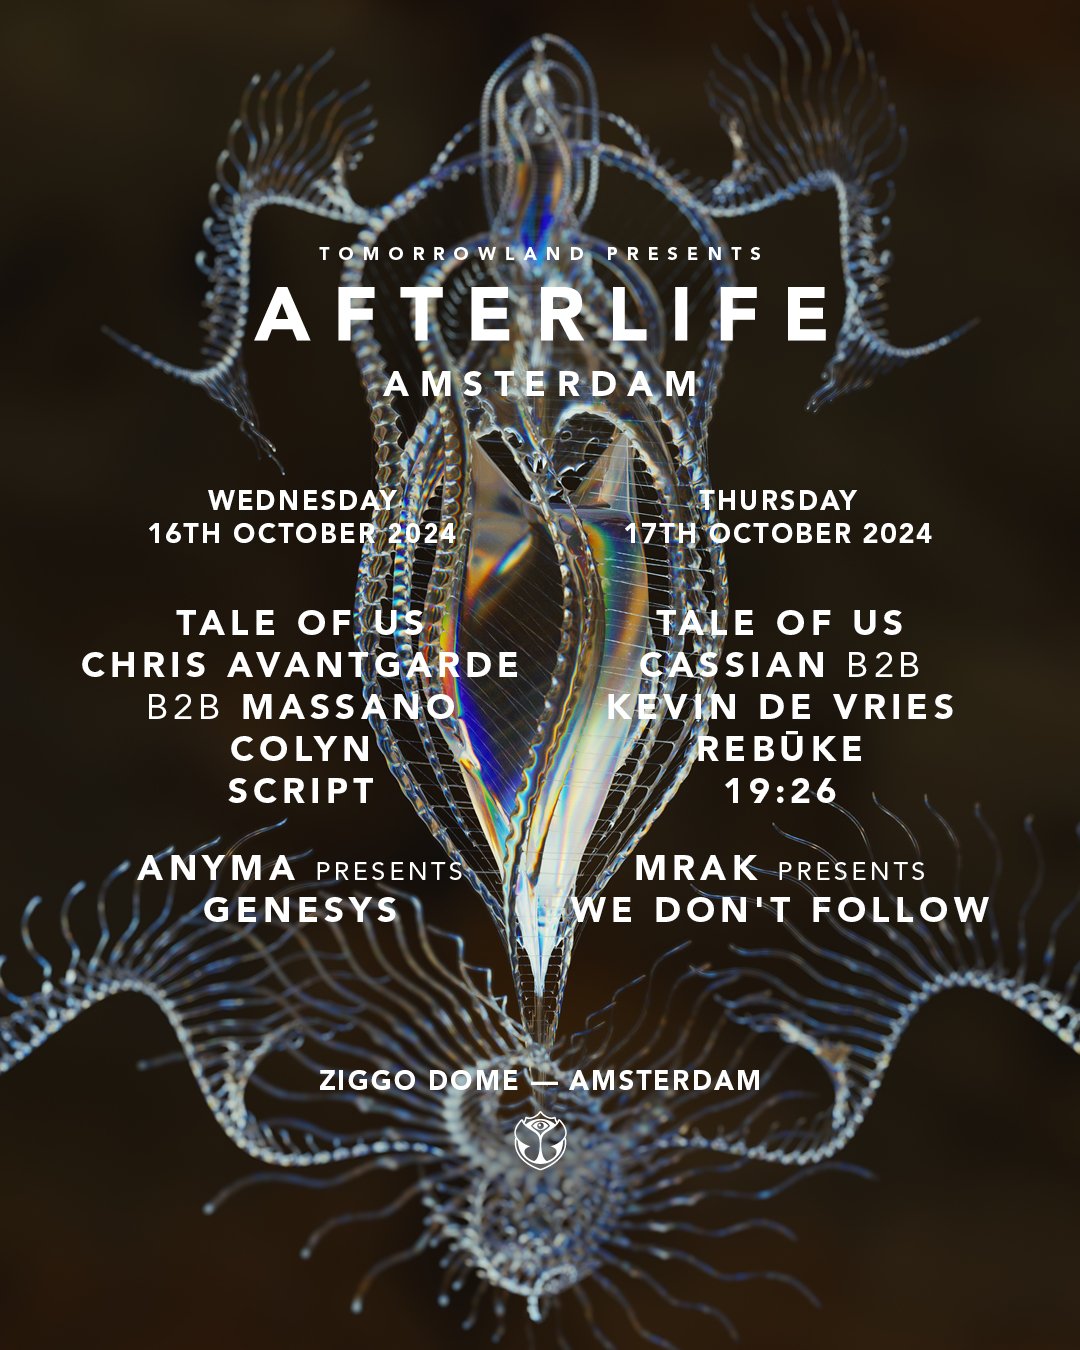 TOMORROWLAND PRESENTS
AFTERLIFE
AMSTERDAM
WEDNESDAY
16TH OCTOBER 2024
TALE OF US
CHRIS AVANTGARDE
B2B MASSANO
COLYN
SCRIPT
ANYMA PRESENTS
GENESYS
THURSDAY
17TH OCTOBER 2024
TALE OF US
CASSIAN B2B
KEVIN DE VRIES
REBŪKE
19:26
MRAK PRESENTS
WE DON'T FOLLOW
ZIGGO DOME — AMSTERDAM